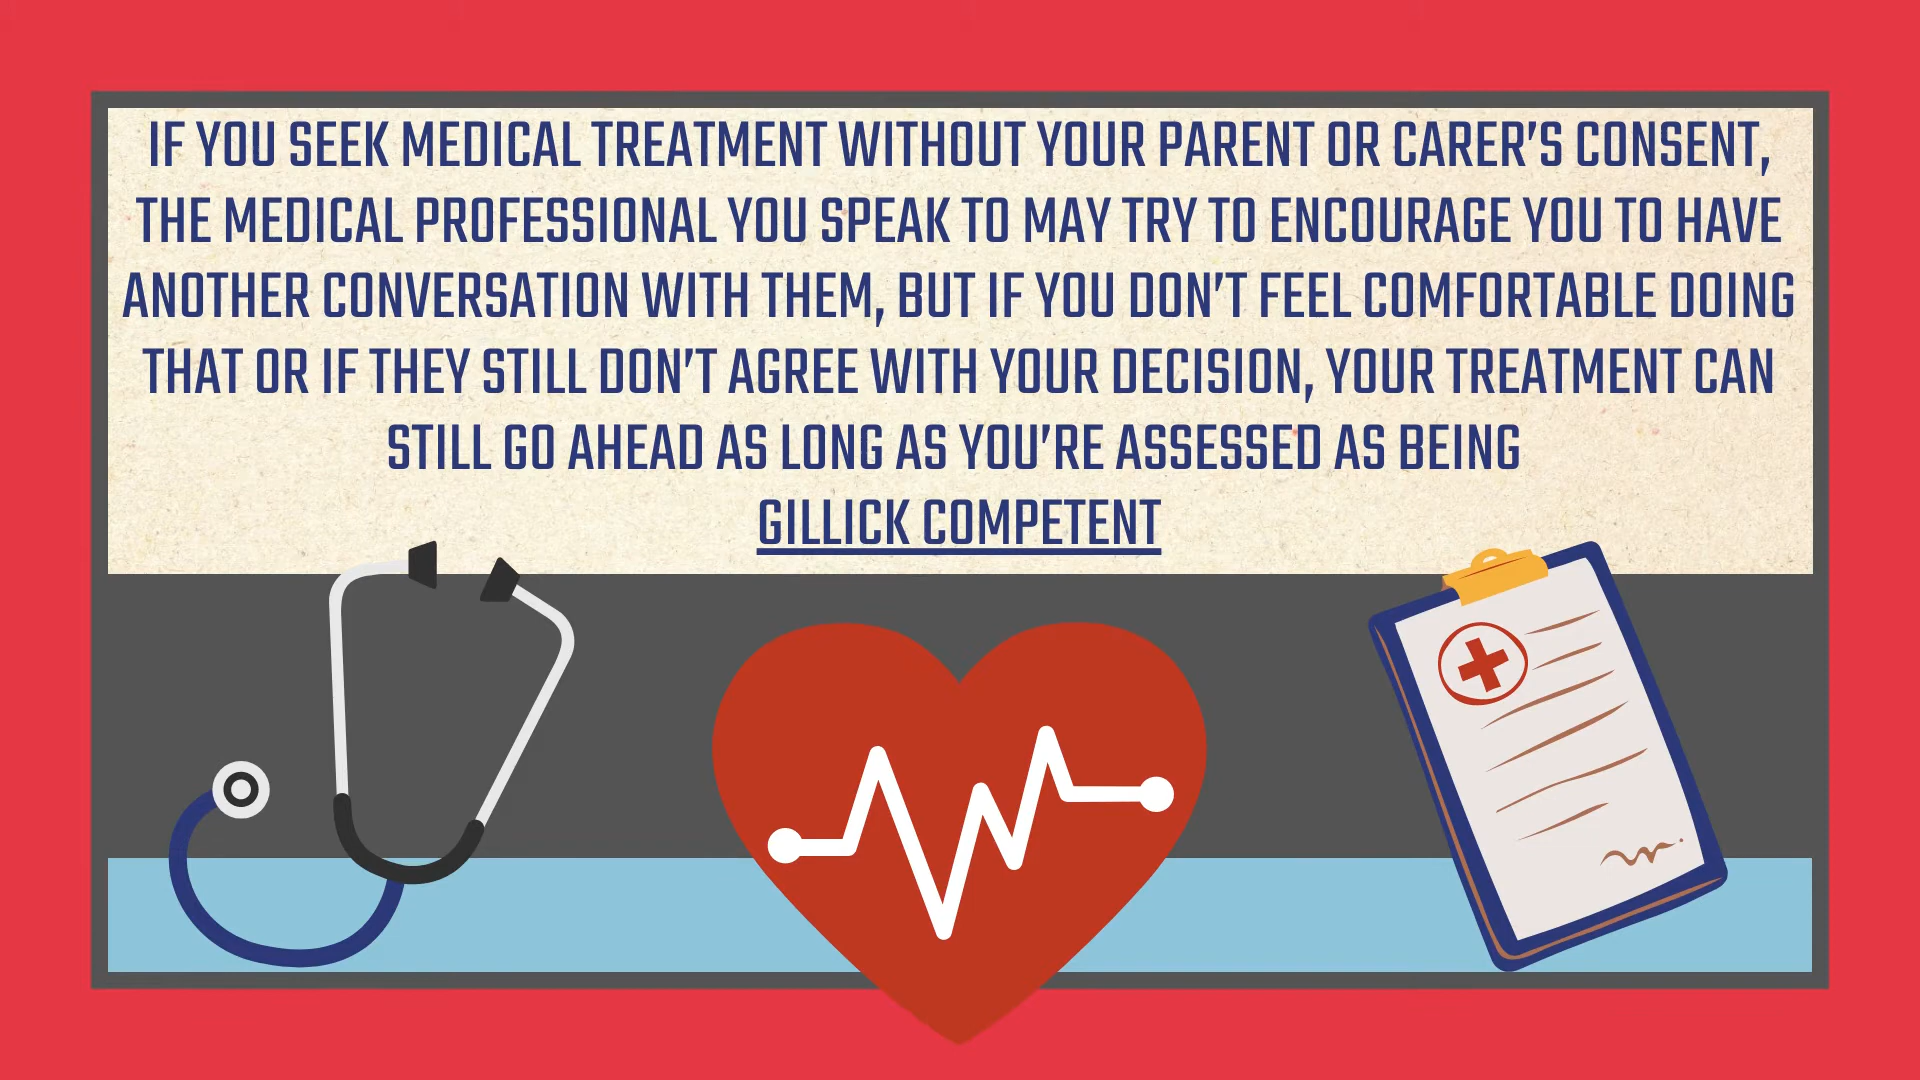 IF YOU SEEK MEDICAL TREATMENT WITHOUT YOUR PARENT OR CARER'S CONSENT,
THE MEDICAL PROFESSIONAL YOU SPEAK TO MAY TRY TO ENCOURAGE YOU TO HAVE
ANOTHER CONVERSATION WITH THEM, BUT IF YOU DON'T FEEL COMFORTABLE DOING
THAT OR IF THEY STILL DON'T AGREE WITH YOUR DECISION, YOUR TREATMENT CAN
STILL GO AHEAD AS LONG AS YOU'RE ASSESSED AS BEING
GILLICK COMPETENT